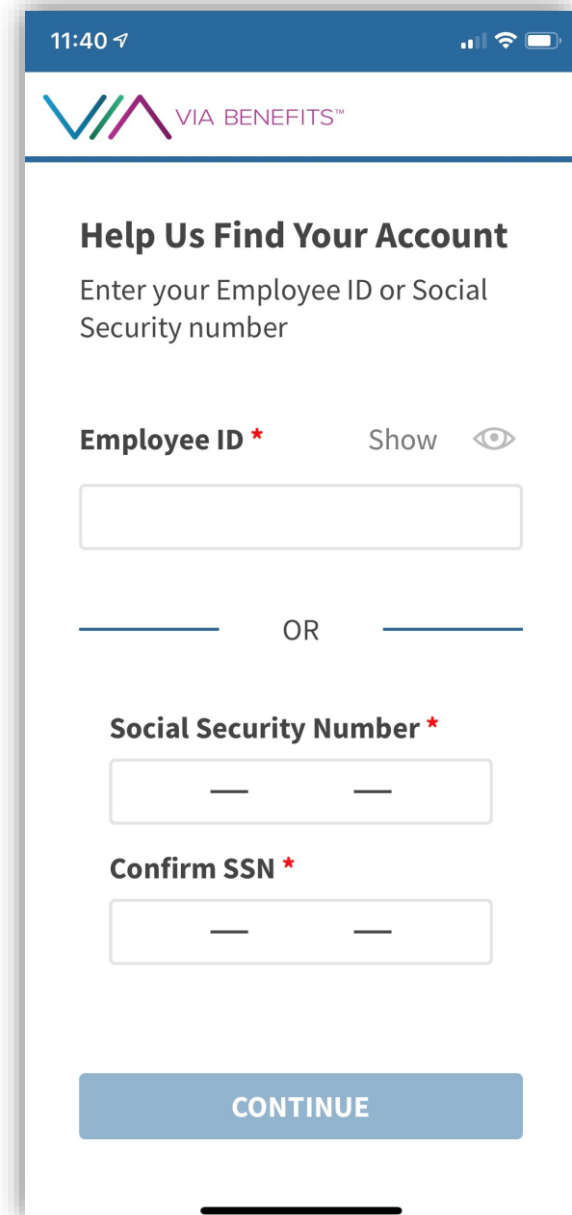 11:40
VIA VIA BENEFITS™
Help Us Find Your Account
Enter your Employee ID or Social
Security number
Employee ID * Show
OR
Social Security Number *
— —
Confirm SSN *
— —
CONTINUE